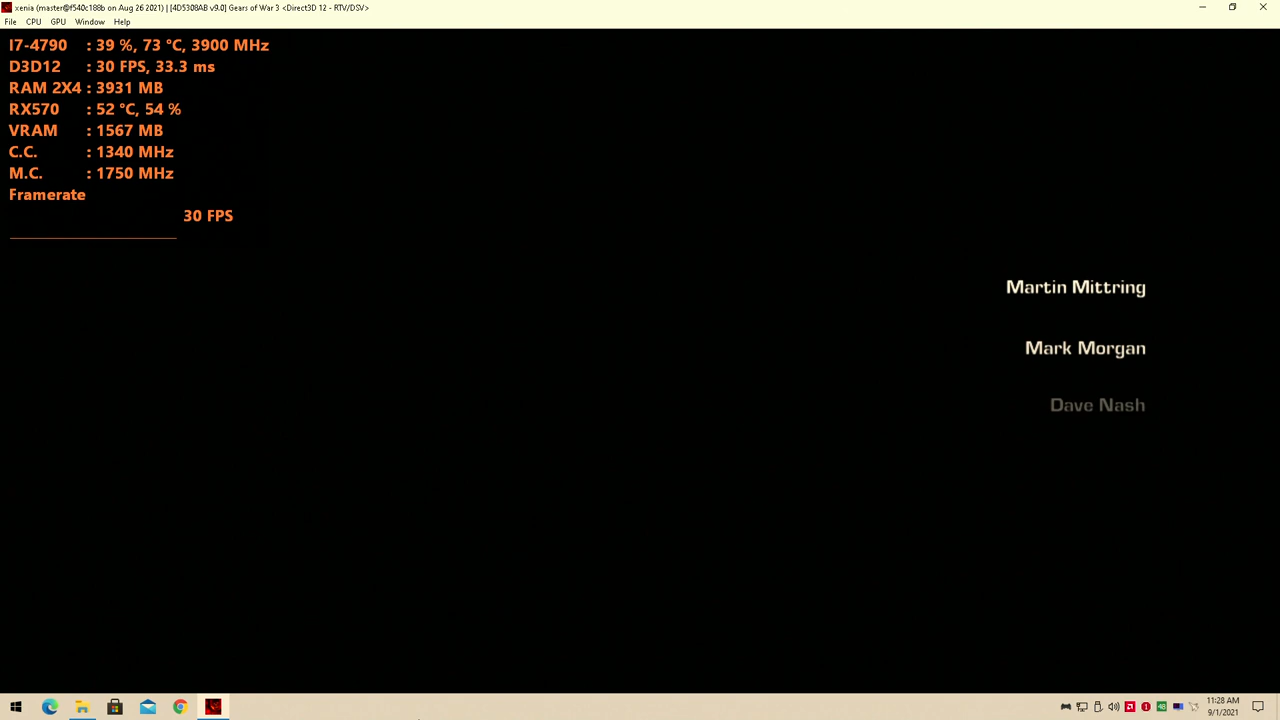 xenia (master@f540c188b on Aug 26 2021) | [4D5308AB v9.0] Gears of War 3 <Direct3D 12 - RTV/DSV>
File CPU GPU Window Help
I7-4790 : 39 %, 73 °C, 3900 MHz
D3D12 : 30 FPS, 33.3 ms
RAM 2X4 : 3931 MB
RX570 : 52 °C, 54 %
VRAM : 1567 MB
C.C. : 1340 MHz
M.C. : 1750 MHz
Framerate
30 FPS
Martin Mittring
Mark Morgan
Dave Nash
48
11:28 AM
9/1/2021